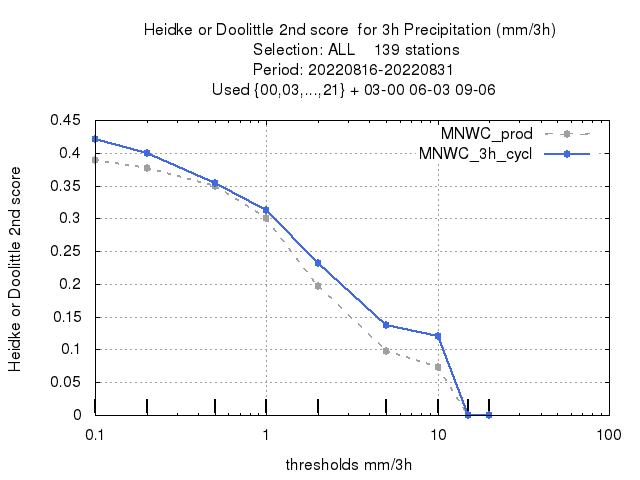 Heidke or Doolittle 2nd score  for 3h Precipitation (mm/3h)
Selection: ALL    139 stations
Period: 20220816-20220831
Used {00,03,...,21} + 03-00 06-03 09-06
MNWC_prod
MNWC_3h_cycl
Heidke or Doolittle 2nd score
0.45
0.4
0.35
0.3
0.25
0.2
0.15
0.1
0.05
0
0.1 1 10 100
thresholds mm/3h